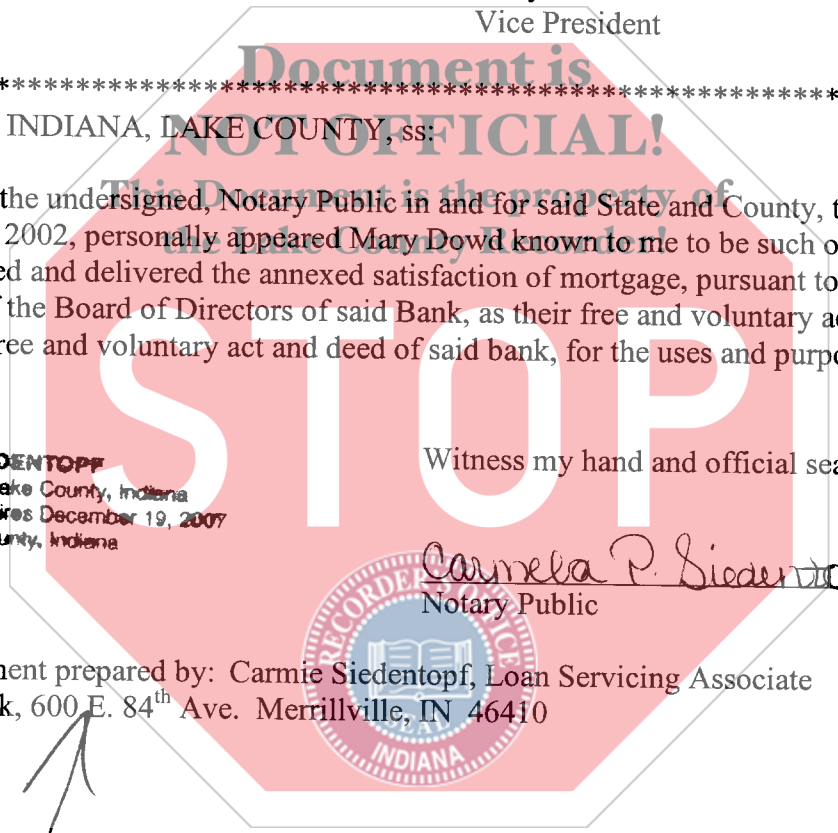 Vice President
Document is
************************************************************
INDIANA, LAKE COUNTY, ss:
NOT OFFICIAL!
This Document is the property of
the undersigned, Notary Public in and for said State and County, t
the Lake County Recorder!
2002, personally appeared Mary Dowd known to me to be such o
ed and delivered the annexed satisfaction of mortgage, pursuant to
f the Board of Directors of said Bank, as their free and voluntary a
ree and voluntary act and deed of said bank, for the uses and purpo
STOP
DENTOPF
ake County, Indiana
ires December 19, 2007
unty, Indiana
Witness my hand and official sea
Carmela P. Siedento
Notary Public
RECORDER'S OFFICE
SEAL
INDIANA
ment prepared by: Carmie Siedentopf, Loan Servicing Associate
k, 600 E. 84th Ave. Merrillville, IN 46410